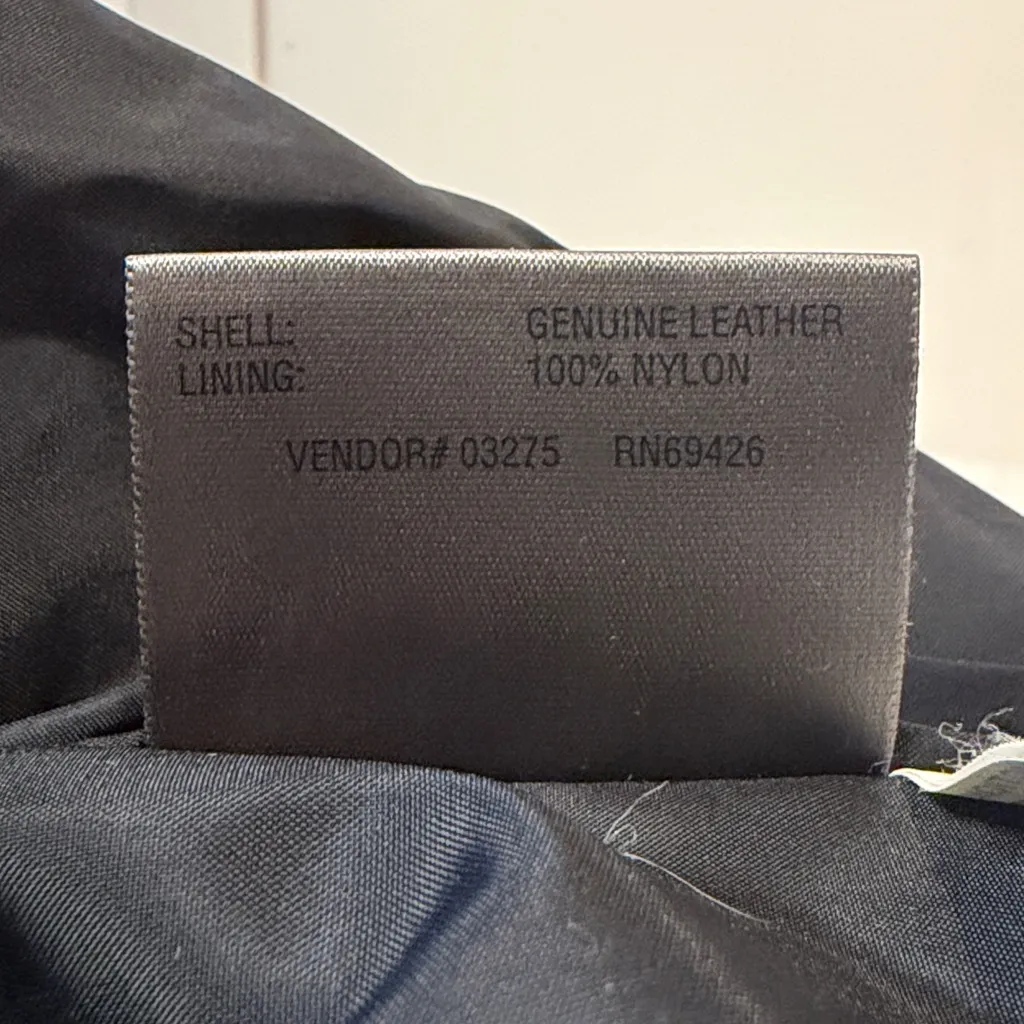 SHELL: GENUINE LEATHER
LINING: 100% NYLON
VENDOR# 03275 RN69426